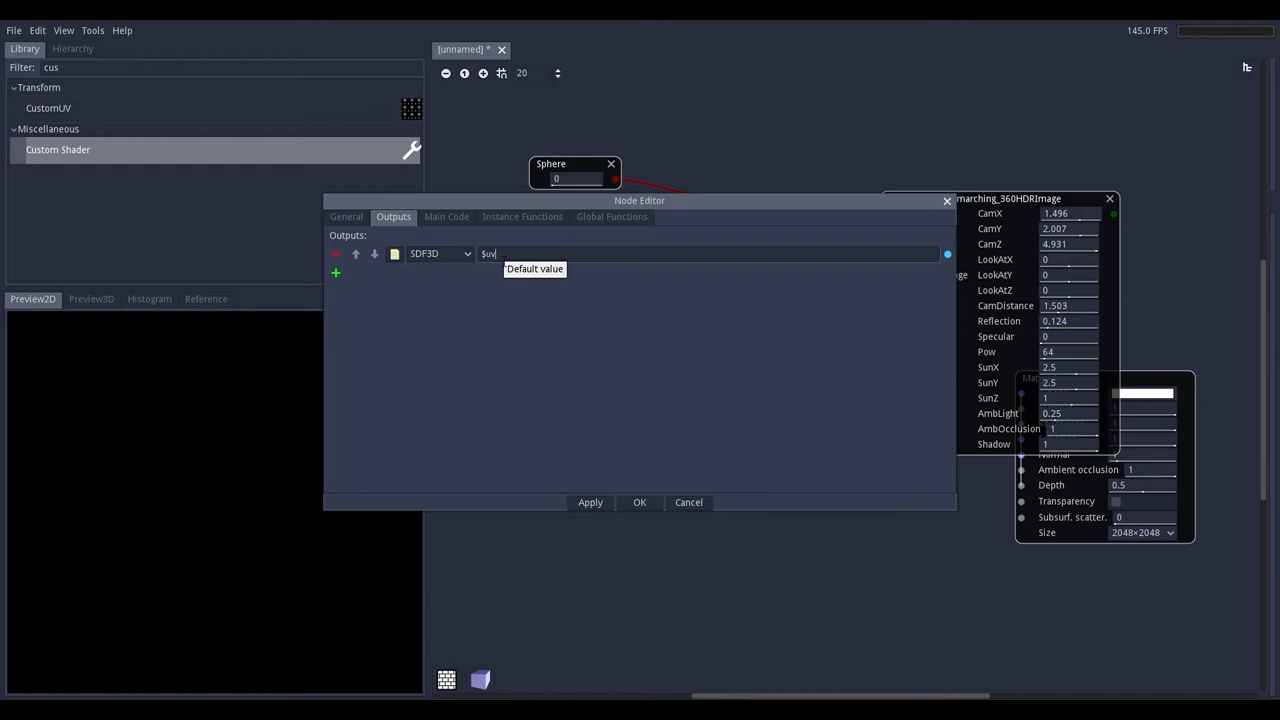 File Edit View Tools Help
145.0 FPS
Library Hierarchy
[unnamed] *
Filter: cus
20
Transform
CustomUV
Miscellaneous
Custom Shader
Sphere
0
Node Editor
General Outputs Main Code Instance Functions Global Functions
Outputs:
SDF3D $uv
Default value
Apply OK Cancel
marching_360HDRImage
CamX 1.496
CamY 2.007
CamZ 4.931
LookAtX 0
LookAtY 0
LookAtZ 0
CamDistance 1.503
Reflection 0.124
Specular 0
Pow 64
SunX 2.5
SunY 2.5
SunZ 1
AmbLight 0.25
AmbOcclusion 1
Shadow 1
Ambient occlusion 1
Depth 0.5
Transparency
Subsurf. scatter. 0
Size 2048×2048
Preview2D Preview3D Histogram Reference